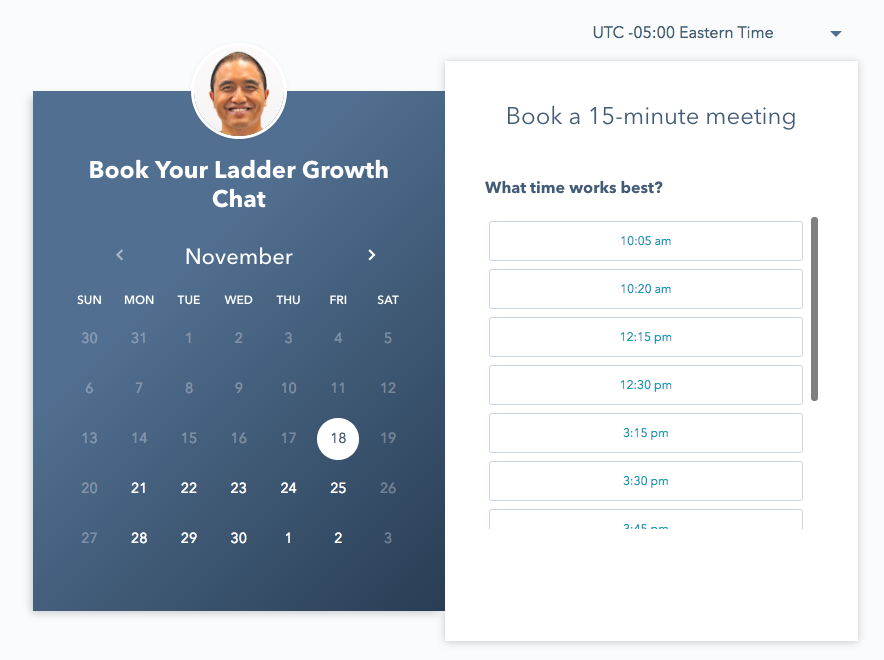 UTC -05:00 Eastern Time
Book Your Ladder Growth
Chat
November
SUN MON TUE WED THU FRI SAT
30 31 1 2 3 4 5
6 7 8 9 10 11 12
13 14 15 16 17 18 19
20 21 22 23 24 25 26
27 28 29 30 1 2 3
Book a 15-minute meeting
What time works best?
10:05 am
10:20 am
12:15 pm
12:30 pm
3:15 pm
3:30 pm
3:45 pm